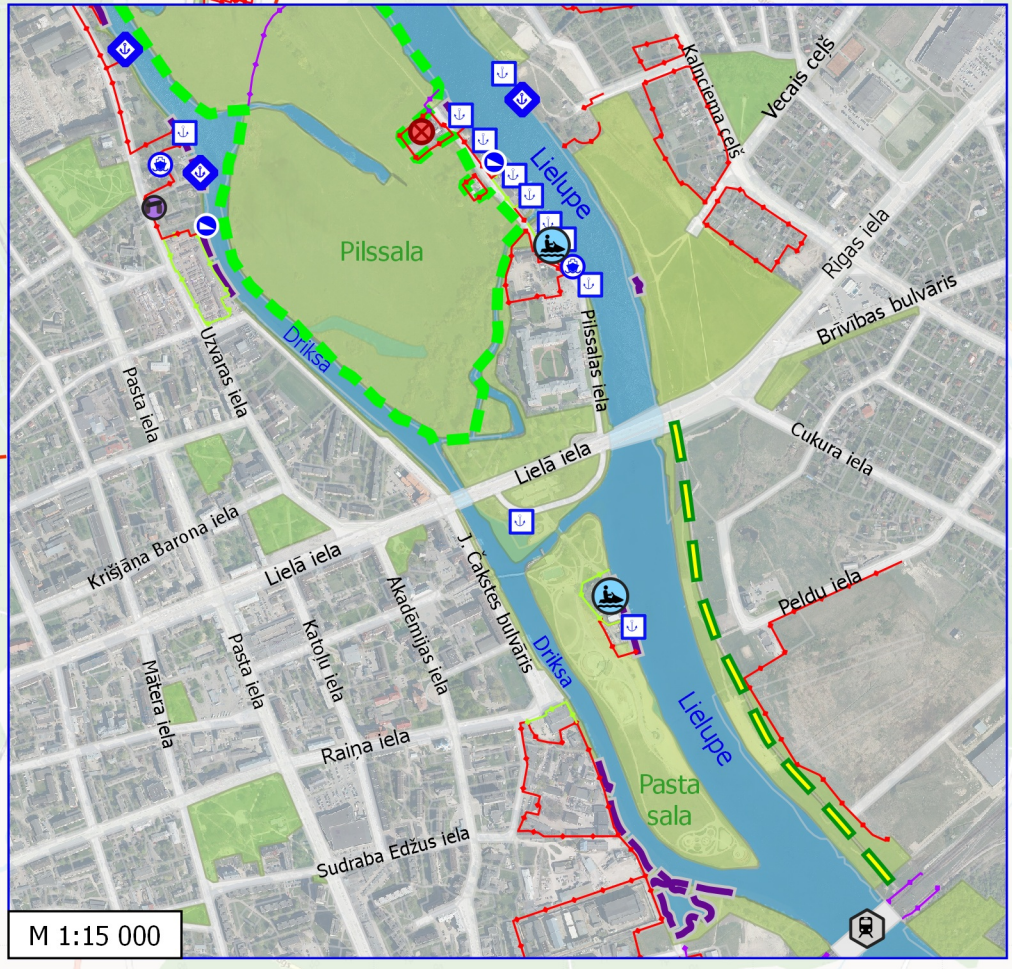 Kalnciema ceļš
Vecais ceļš
Lielupe
Rīgas iela
Pilssala
Brīvības bulvāris
Driksa
Uzvaras iela
Pilssalas iela
Pasta iela
Cukura iela
Lielā iela
Krišjāņa Barona iela
Lielā iela
J. Čakstes bulvāris
Akadēmijas iela
Peldu iela
Katoļu iela
Pasta iela
Driksa
Mātera iela
Lielupe
Raiņa iela
Pasta
sala
Sudraba Edžus iela
M 1:15 000